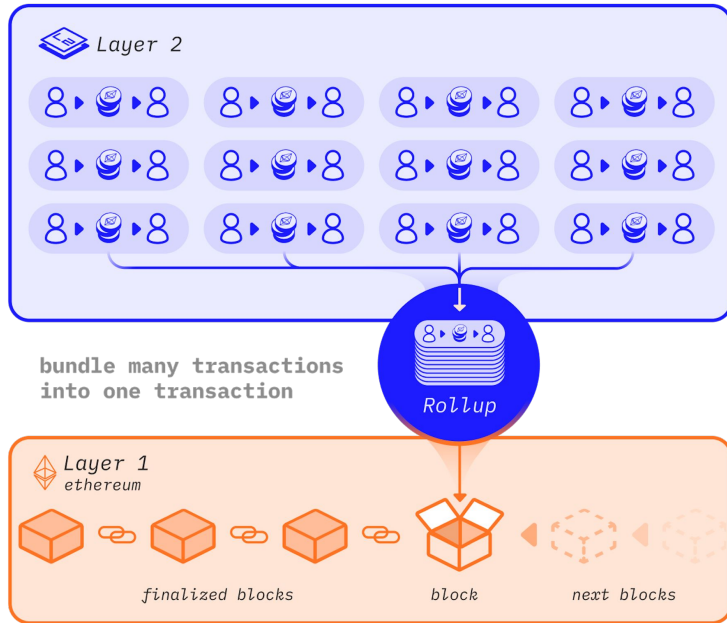 Layer 2
bundle many transactions
into one transaction
Rollup
Layer 1
ethereum
finalized blocks
block
next blocks